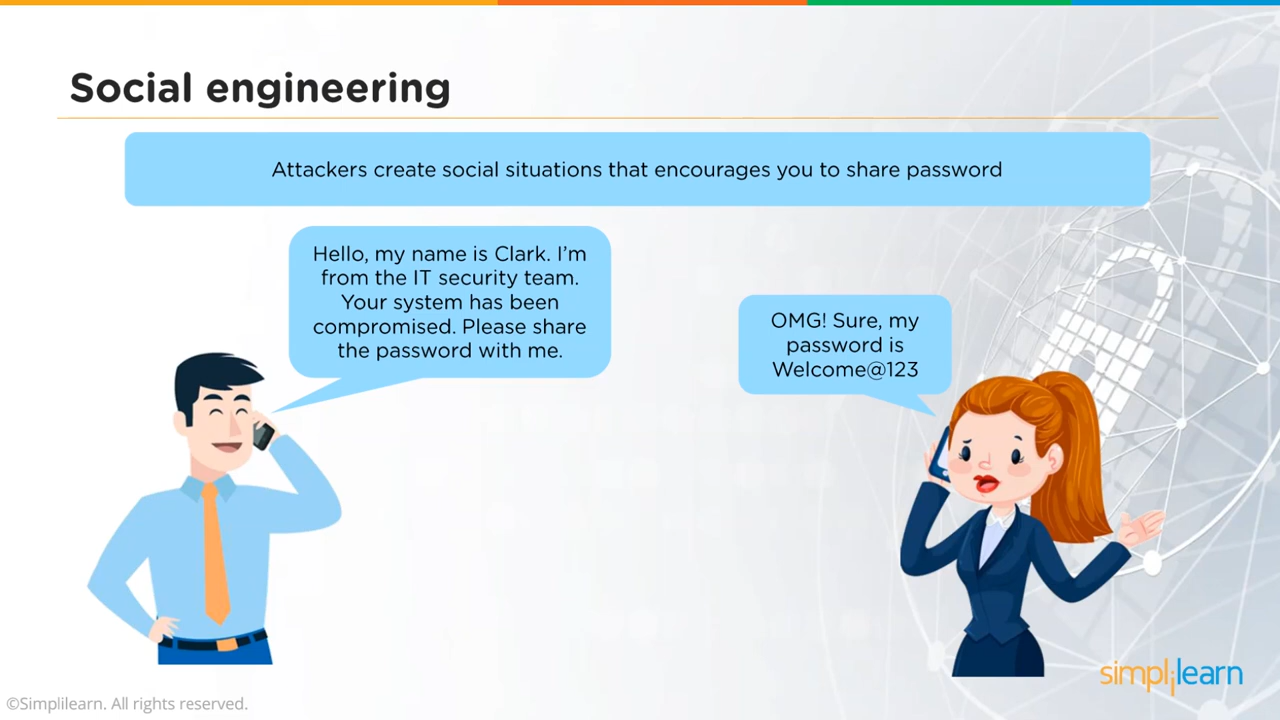 Social engineering
Attackers create social situations that encourages you to share password
Hello, my name is Clark. I’m
from the IT security team.
Your system has been
compromised. Please share
the password with me.
OMG! Sure, my
password is
Welcome@123
simplilearn
©Simplilearn. All rights reserved.